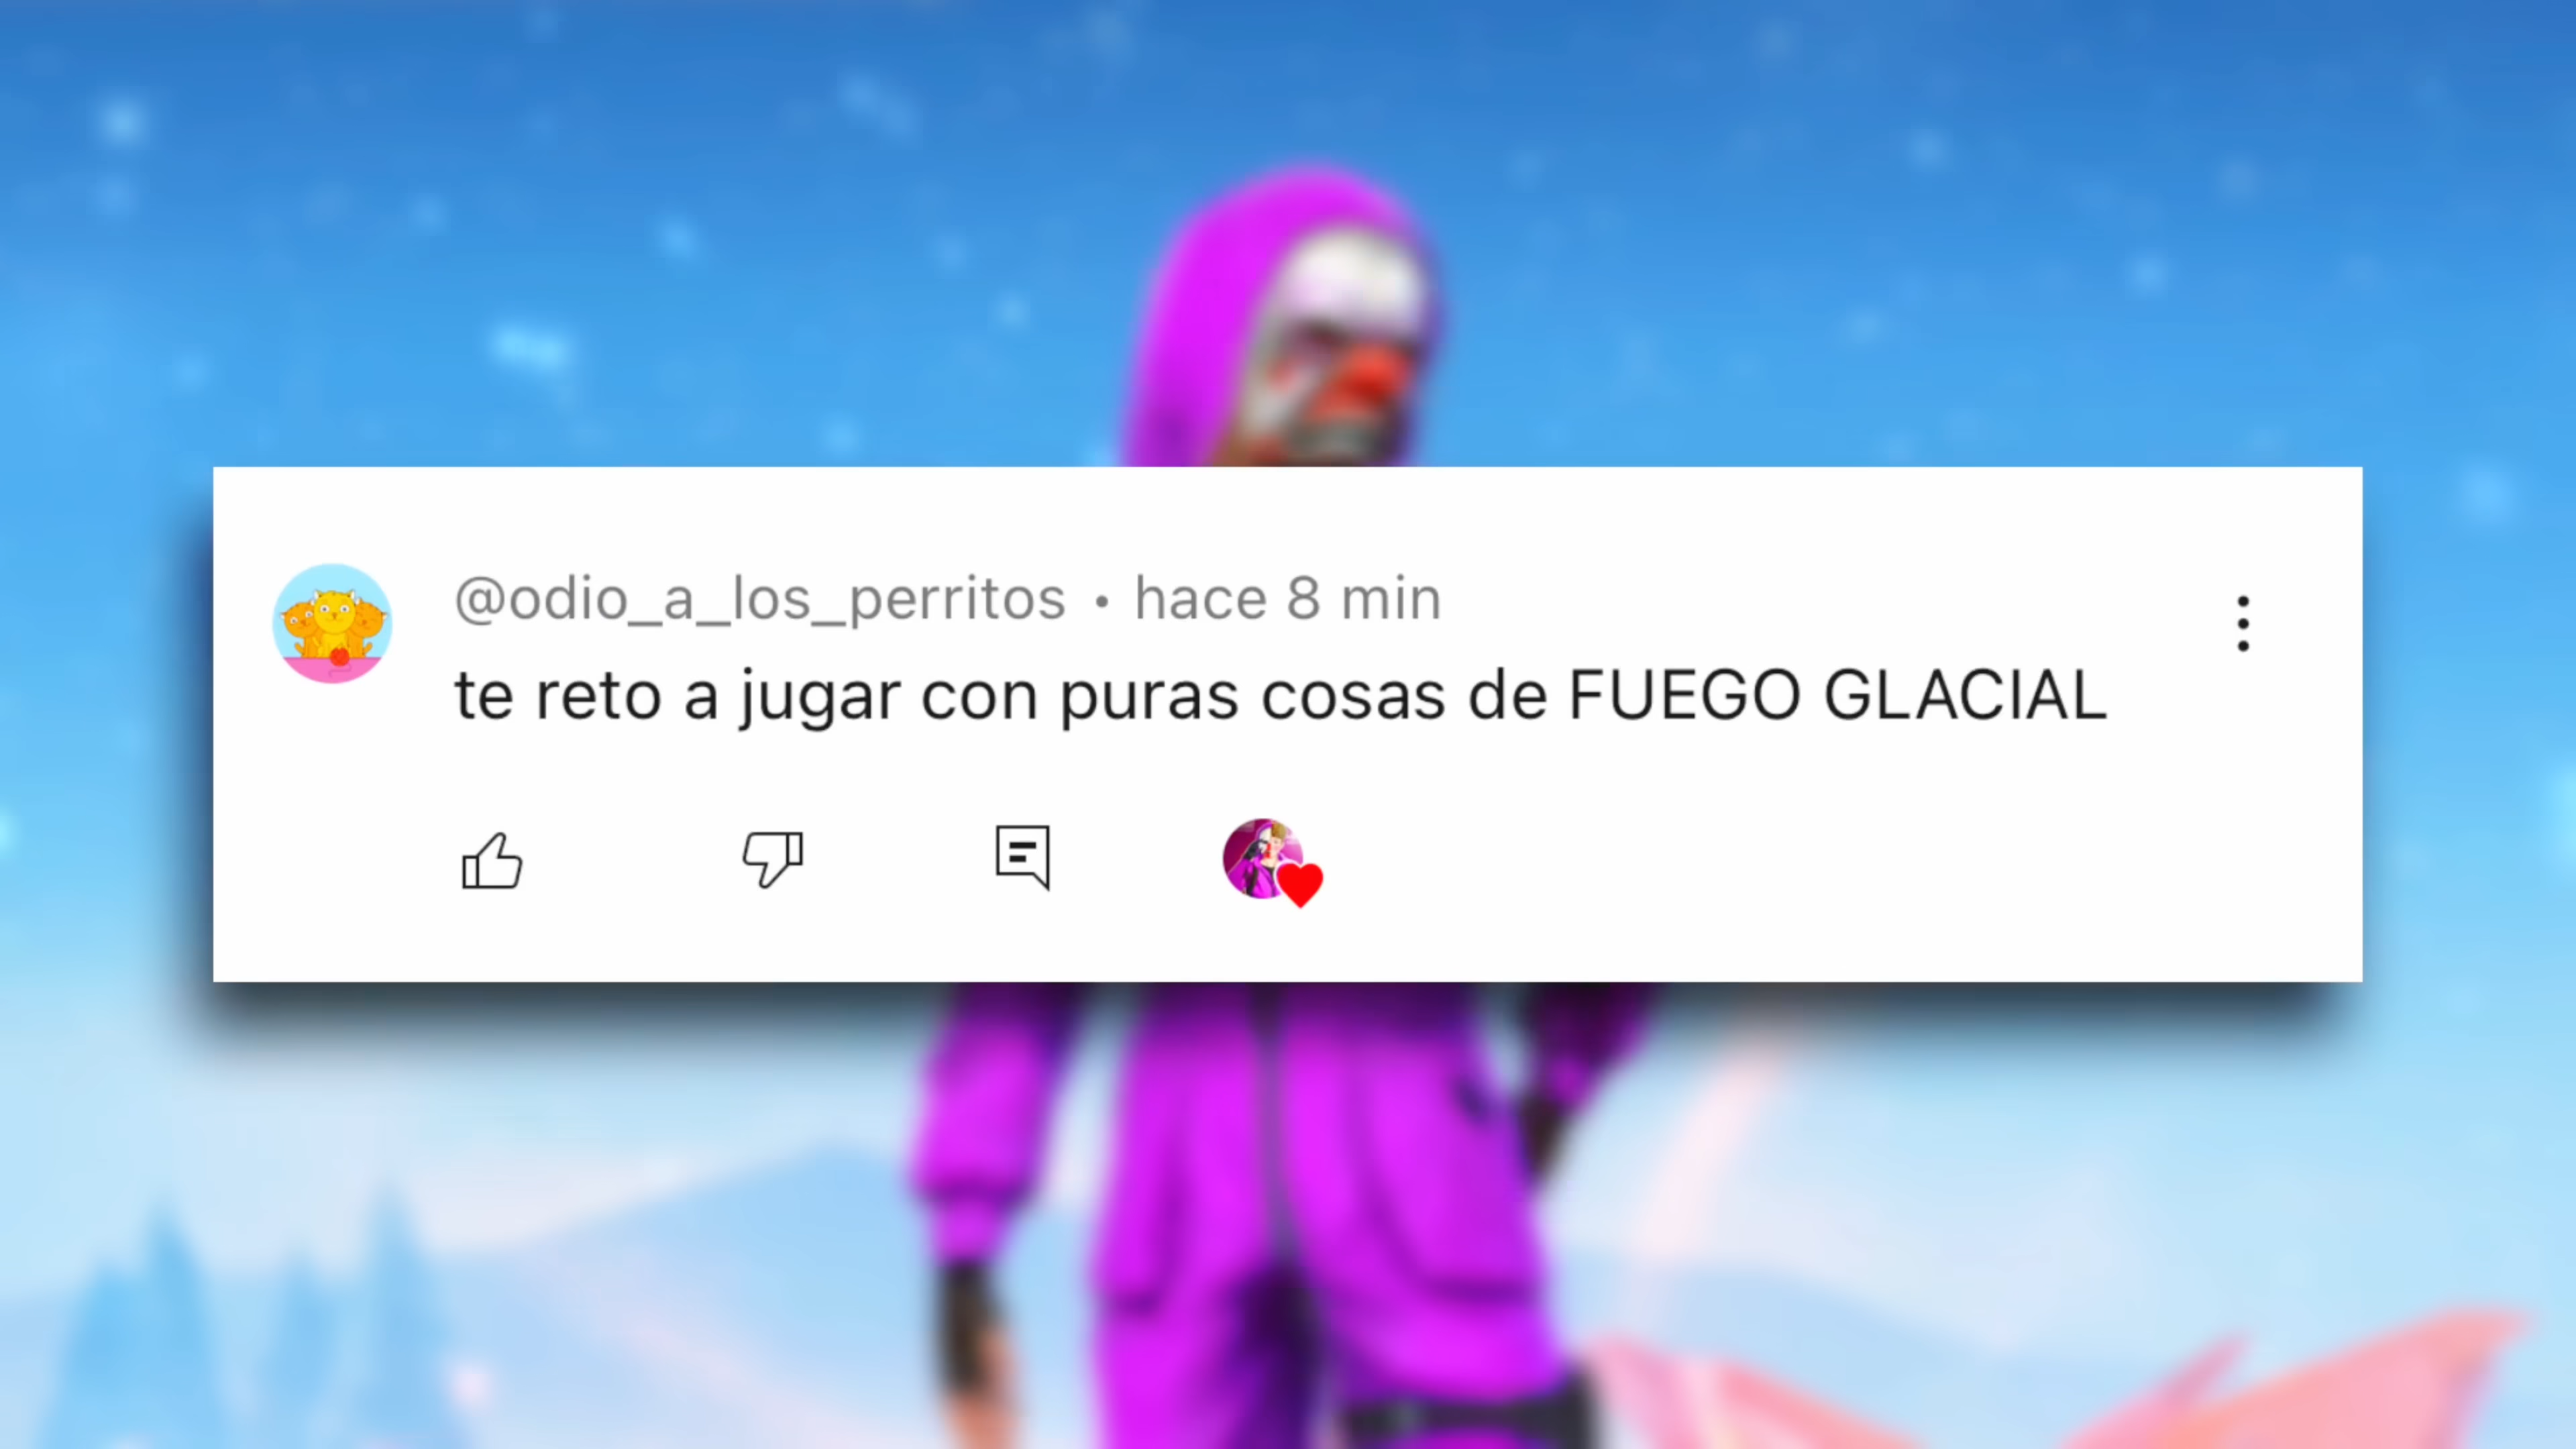 @odio_a_los_perritos • hace 8 min
te reto a jugar con puras cosas de FUEGO GLACIAL